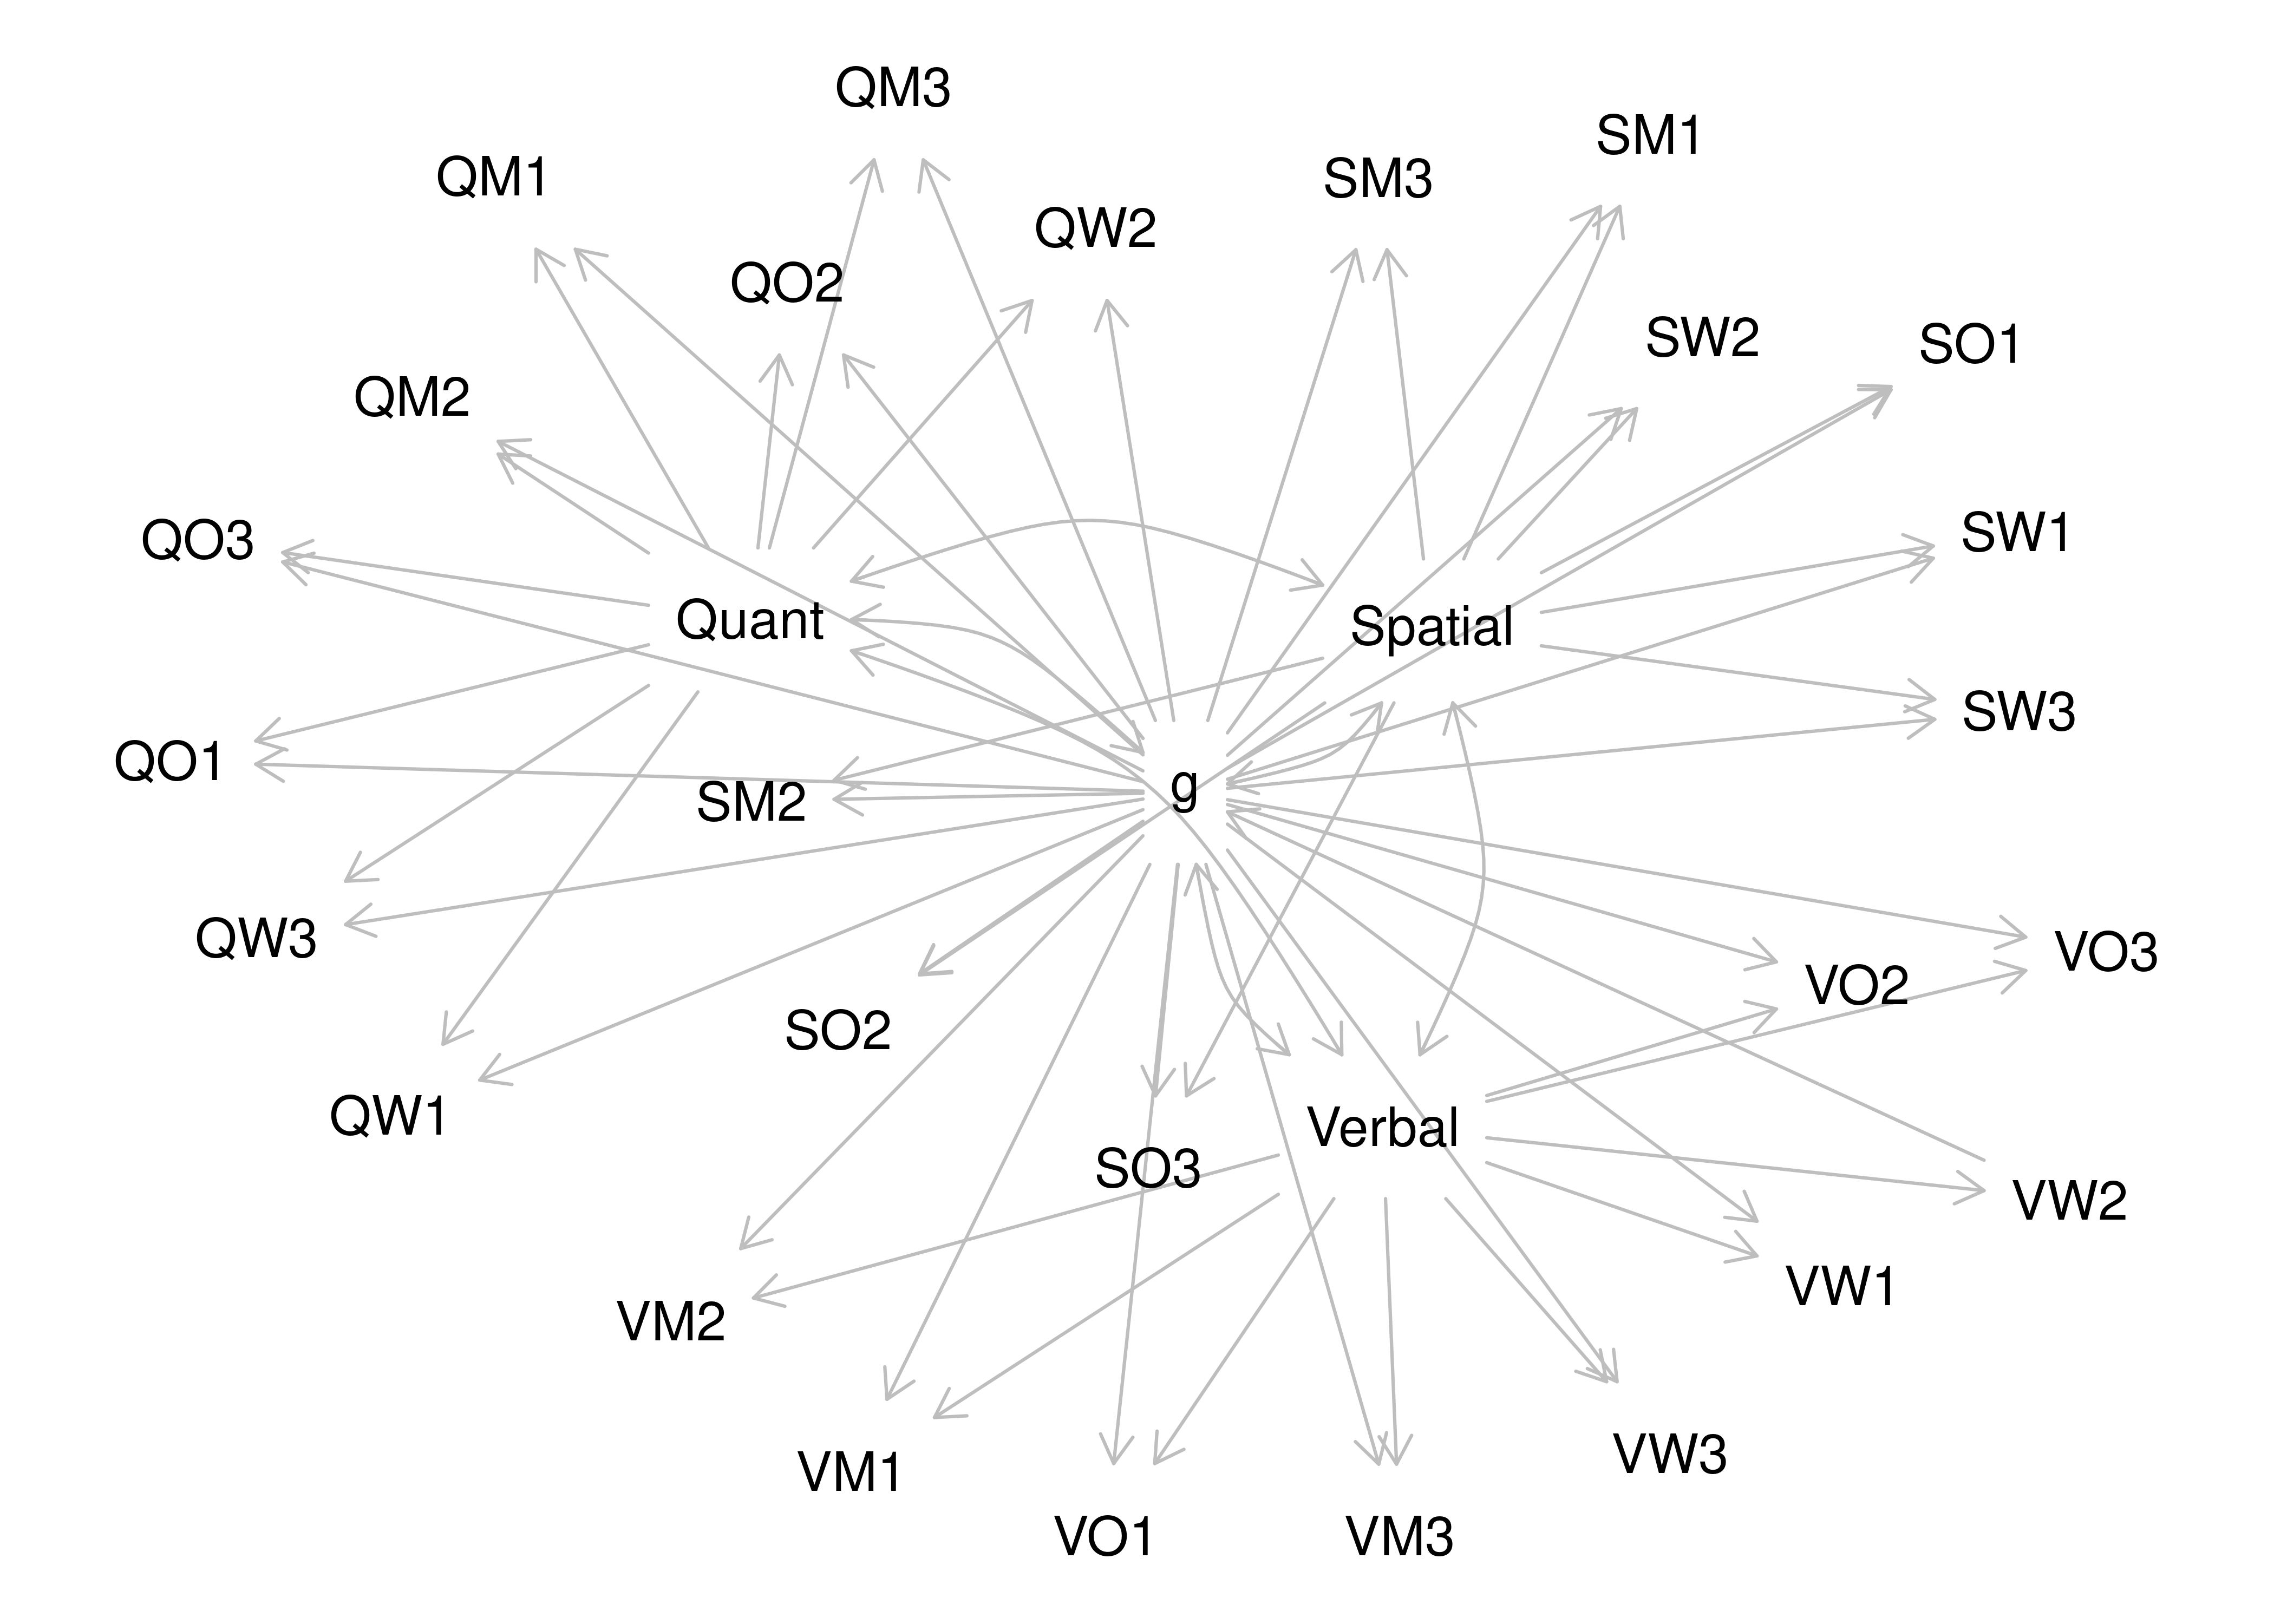 QM3
SM1
QM1
SM3
QW2
QO2
SW2
SO1
QM2
SW1
QO3
Quant
Spatial
SW3
QO1
g
SM2
QW3
VO3
VO2
SO2
QW1
Verbal
SO3
VW2
VW1
VM2
VW3
VM1
VO1
VM3